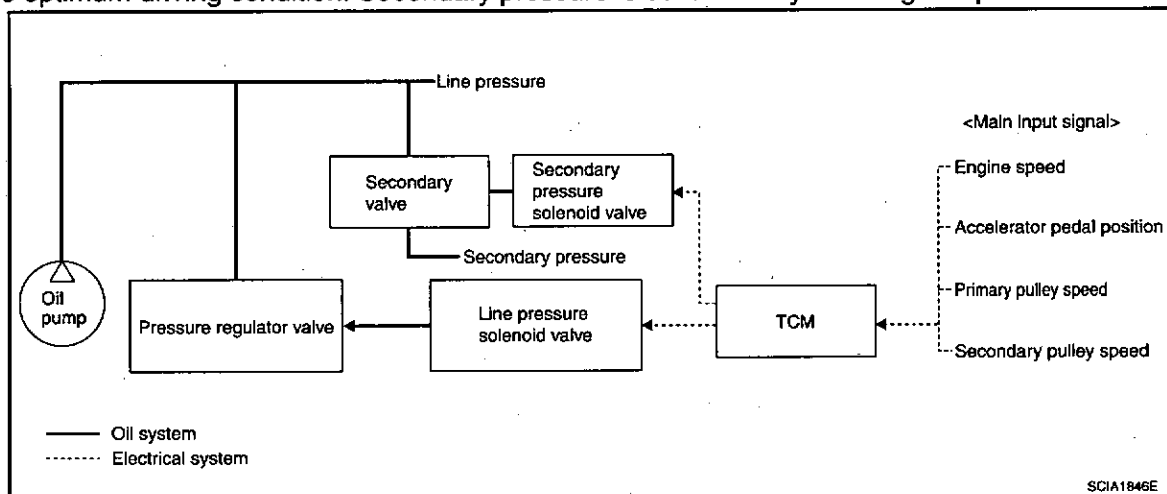 Line pressure
<Main input signal>
Engine speed
Secondary
valve
Secondary
pressure
solenoid valve
Accelerator pedal position
Secondary pressure
Oil
pump
Pressure regulator valve
Line pressure
solenoid valve
TCM
Primary pulley speed
Secondary pulley speed
Oil system
Electrical system
SCIA1846E